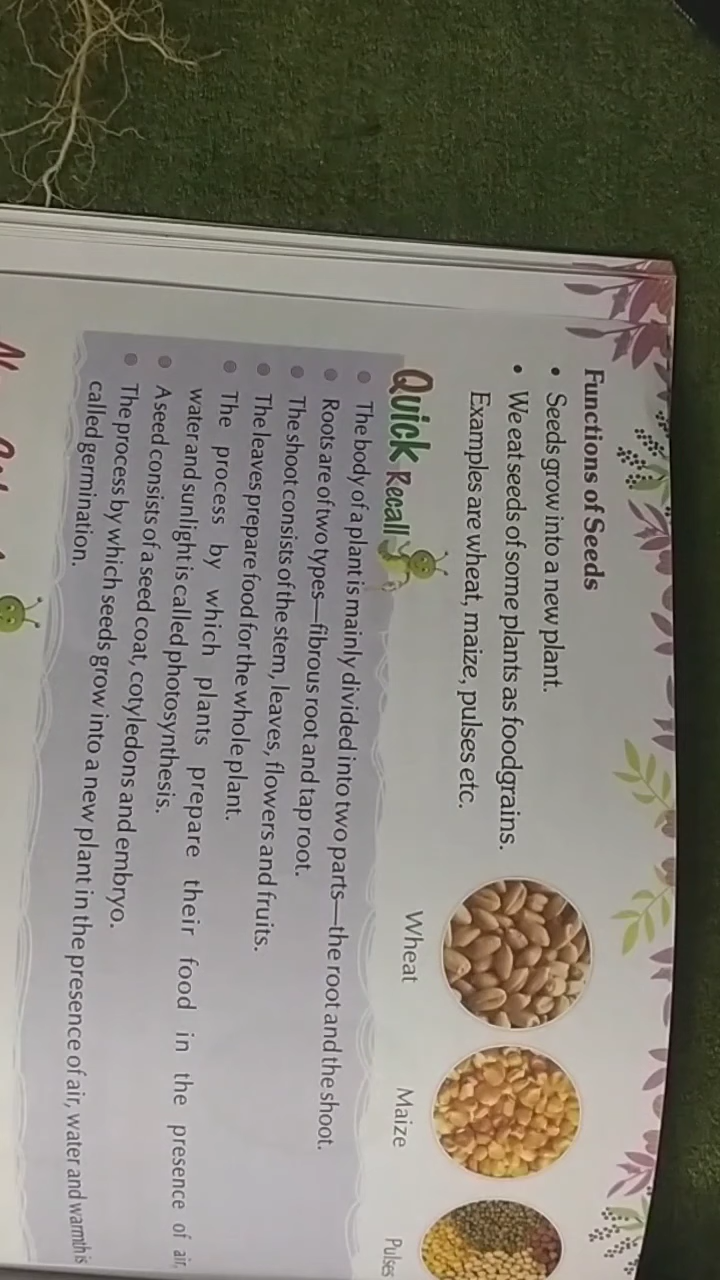 Functions of Seeds
• Seeds grow into a new plant.
• We eat seeds of some plants as foodgrains.
Examples are wheat, maize, pulses etc.
Wheat
Maize
Pulses
Quick Recall
The body of a plant is mainly divided into two parts—the root and the shoot.
Roots are of two types—fibrous root and tap root.
The shoot consists of the stem, leaves, flowers and fruits.
The leaves prepare food for the whole plant.
The process by which plants prepare their food in the presence of air,
water and sunlight is called photosynthesis.
A seed consists of a seed coat, cotyledons and embryo.
The process by which seeds grow into a new plant in the presence of air, water and warmth is
called germination.